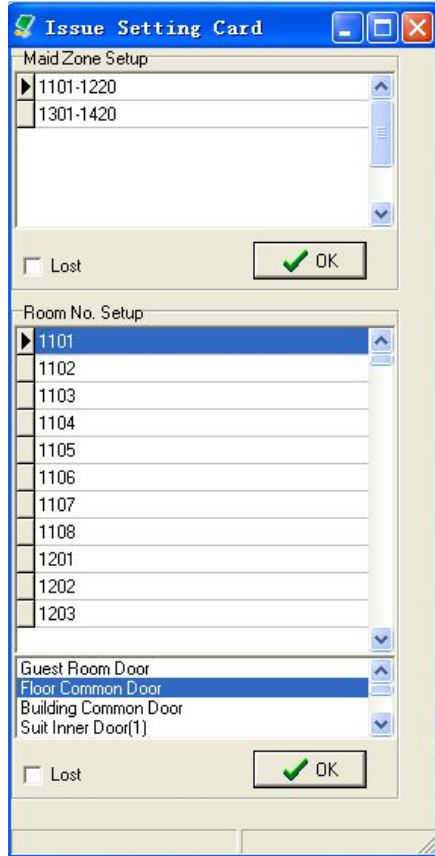 Issue Setting Card
Maid Zone Setup
1101-1220
1301-1420
Lost
OK
Room No. Setup
1101
1102
1103
1104
1105
1106
1107
1108
1201
1202
1203
Guest Room Door
Floor Common Door
Building Common Door
Suit Inner Door(1)
Lost
OK